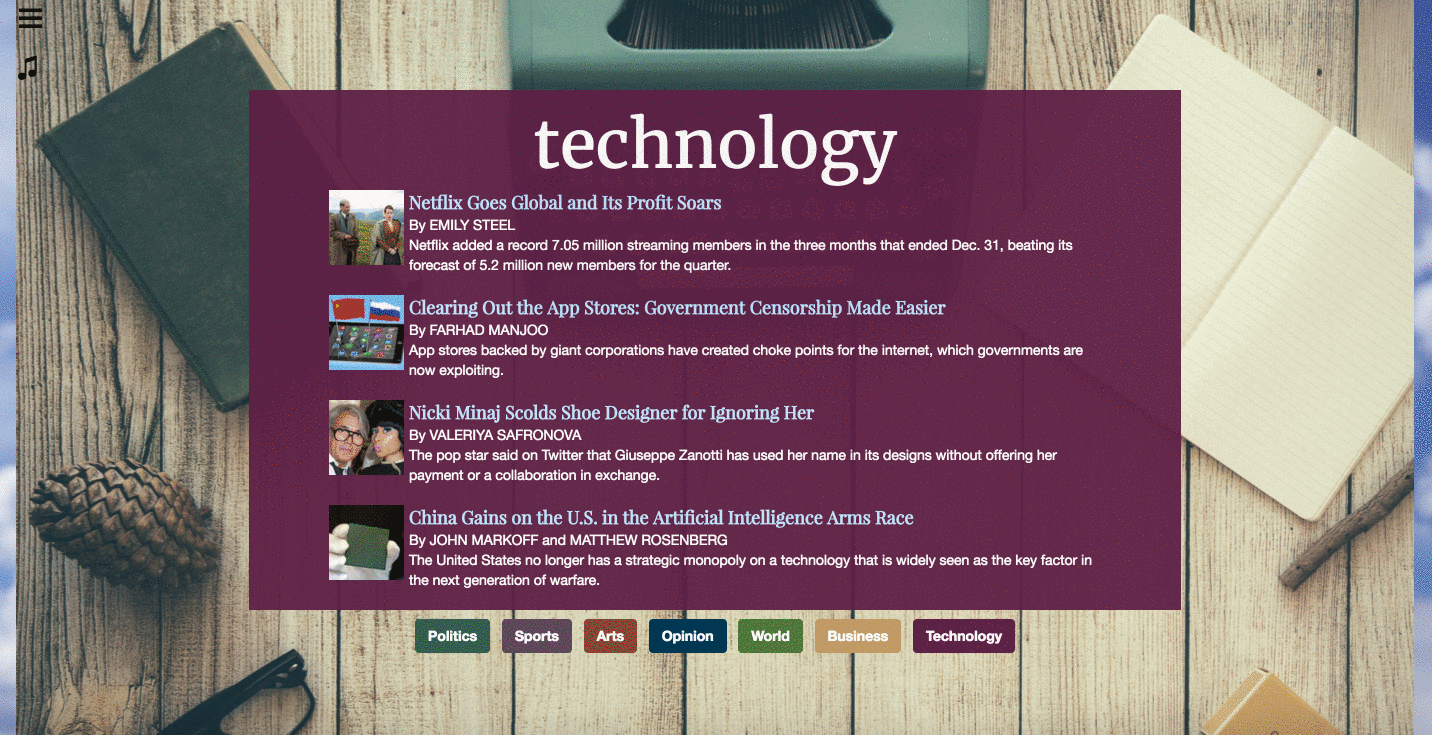 technology
Netflix Goes Global and Its Profit Soars
By EMILY STEEL
Netflix added a record 7.05 million streaming members in the three months that ended Dec. 31, beating its
forecast of 5.2 million new members for the quarter.
Clearing Out the App Stores: Government Censorship Made Easier
By FARHAD MANJOO
App stores backed by giant corporations have created choke points for the internet, which governments are
now exploiting.
Nicki Minaj Scolds Shoe Designer for Ignoring Her
By VALERIYA SAFRONOVA
The pop star said on Twitter that Giuseppe Zanotti has used her name in its designs without offering her
payment or a collaboration in exchange.
China Gains on the U.S. in the Artificial Intelligence Arms Race
By JOHN MARKOFF and MATTHEW ROSENBERG
The United States no longer has a strategic monopoly on a technology that is widely seen as the key factor in
the next generation of warfare.
Politics Sports Arts Opinion World Business Technology